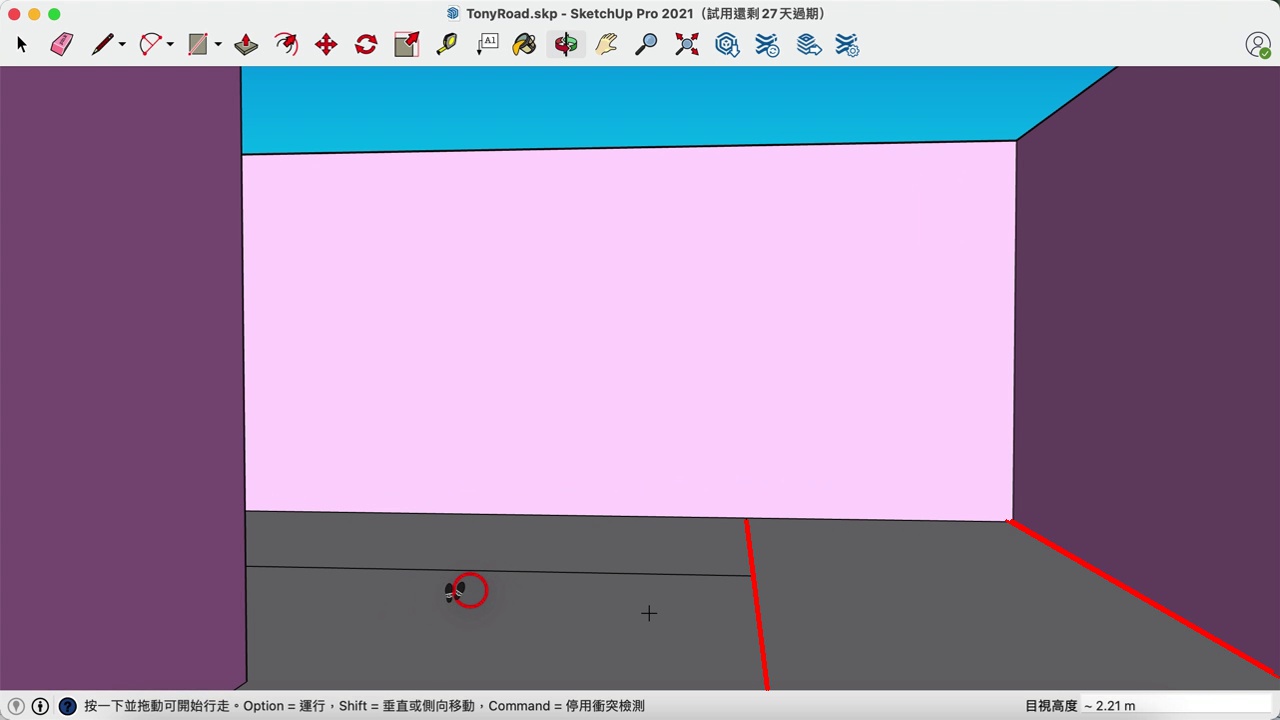 TonyRoad.skp - SketchUp Pro 2021（試用還剩 27 天過期）
A1
按一下並拖動可開始行走。Option = 運行，Shift = 垂直或側向移動，Command = 停用衝突檢測
目視高度 ~ 2.21 m